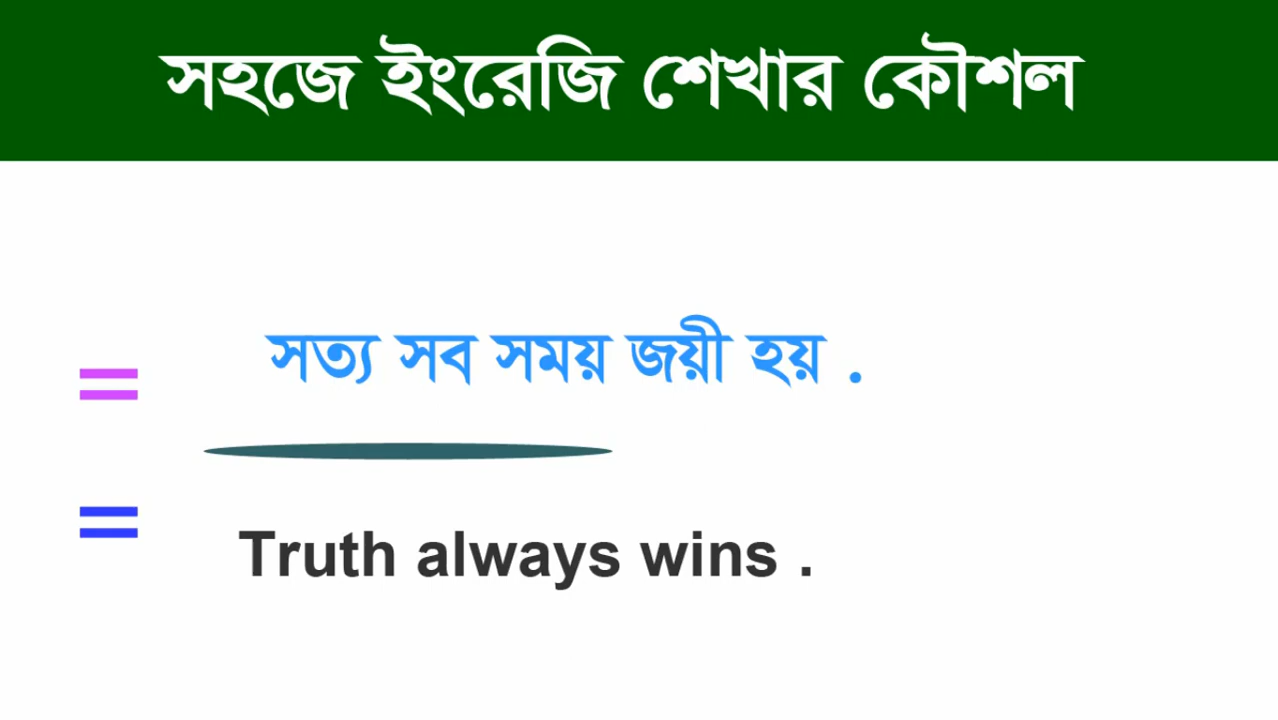 সহজে ইংরেজি শেখার কৌশল
= সত্য সব সময় জয়ী হয় .
= Truth always wins .